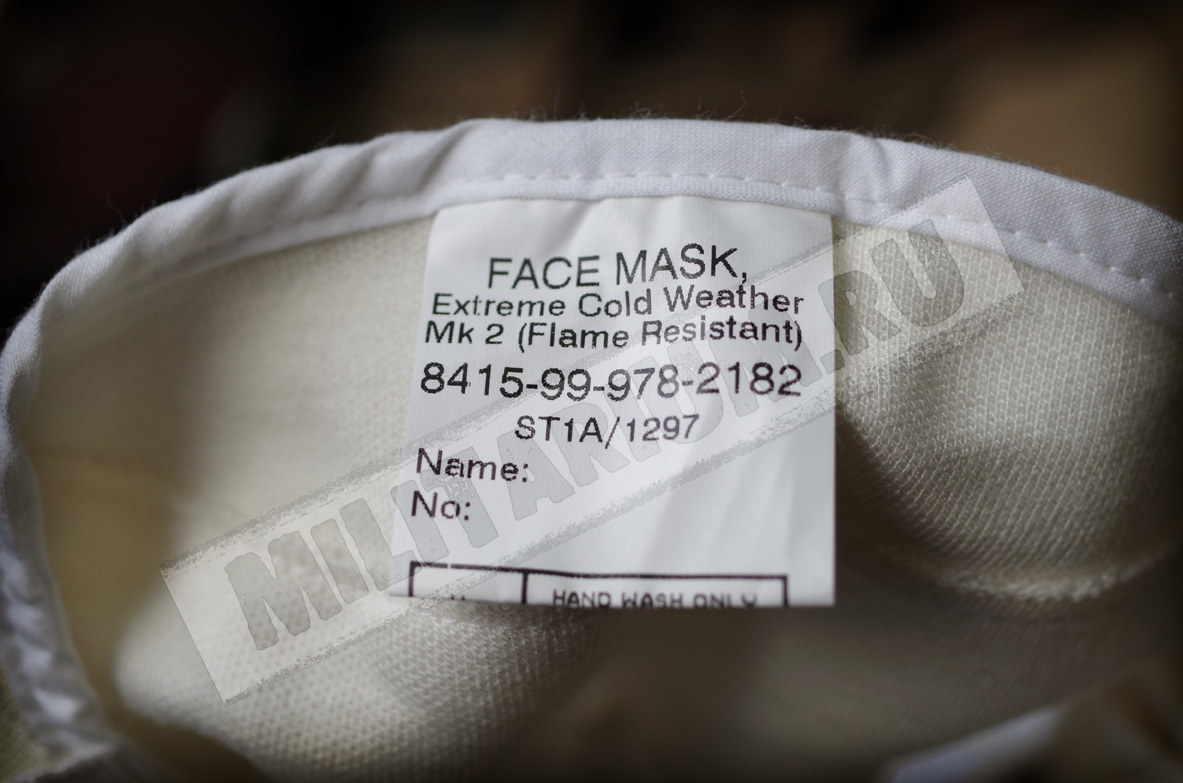 FACE MASK,
Extreme Cold Weather
Mk 2 (Flame Resistant)
8415-99-978-2182
ST1A/1297
Name:
No:
HAND WASH ONLY
MILITARIUM.RU